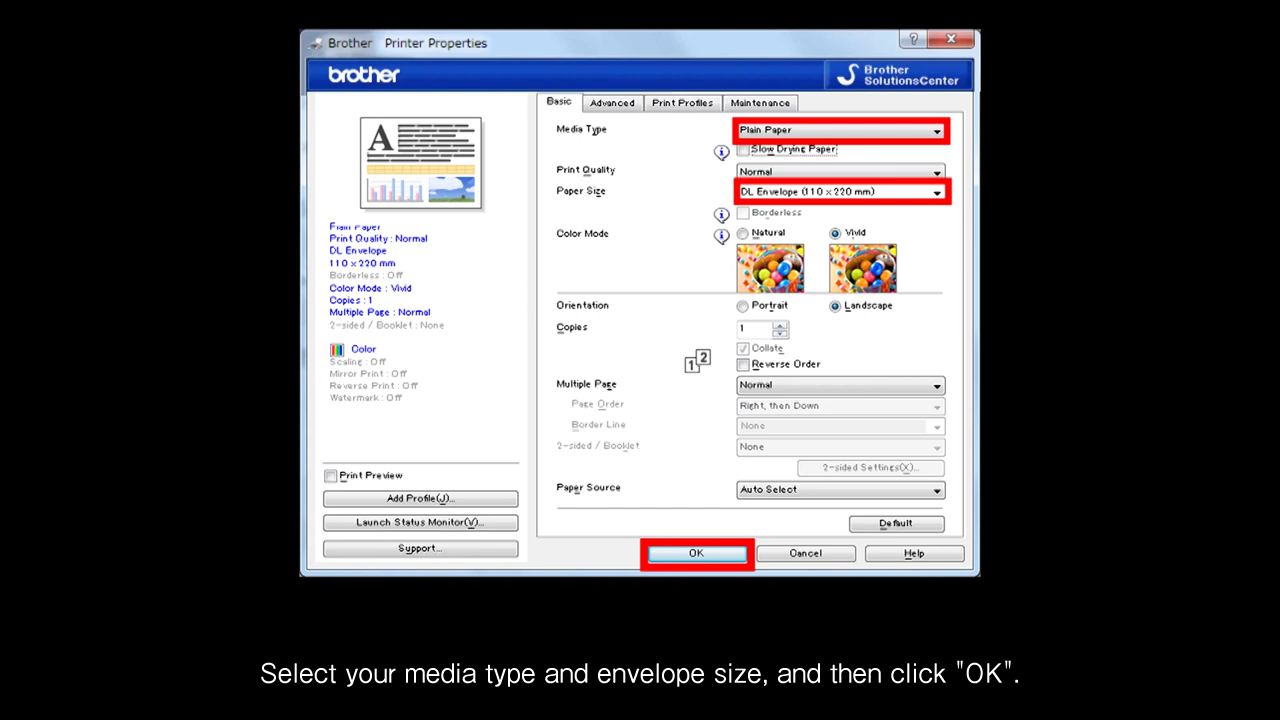 Brother Printer Properties
?
brother
Brother
SolutionsCenter
A
Plain Paper
Print Quality : Normal
DL Envelope
110 x 220 mm
Borderless : Off
Color Mode : Vivid
Copies : 1
Multiple Page : Normal
2-sided / Booklet : None
Color
Scaling : Off
Mirror Print : Off
Reverse Print : Off
Watermark : Off
Print Preview
Add Profile(J)...
Launch Status Monitor(V)...
Support...
Basic Advanced Print Profiles Maintenance
Media Type Plain Paper
Slow Drying Paper
Print Quality Normal
Paper Size DL Envelope (110 x 220 mm)
Borderless
Color Mode Natural Vivid
Orientation Portrait Landscape
Copies 1
Collate
1 2 Reverse Order
Multiple Page Normal
Page Order Right, then Down
Border Line None
2-sided / Booklet None
2-sided Settings(X)...
Paper Source Auto Select
Default
OK Cancel Help
Select your media type and envelope size, and then click "OK".